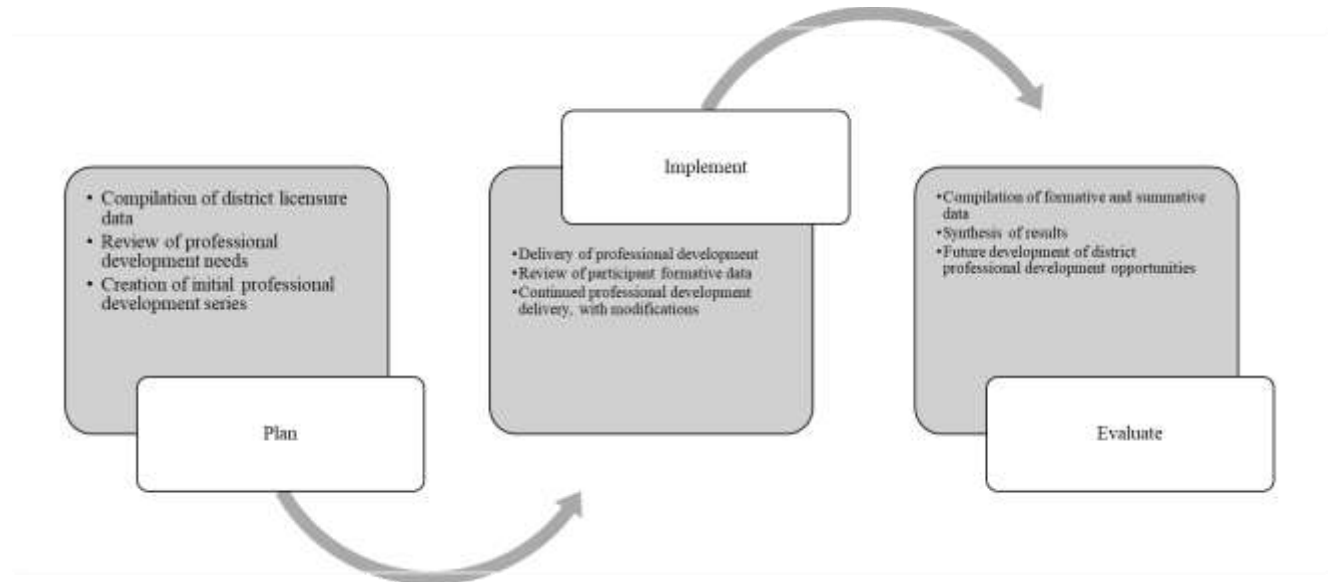 • Compilation of district licensure
data
• Review of professional
development needs
• Creation of initial professional
development series
Plan
Implement
•Delivery of professional development
•Review of participant formative data
•Continued professional development
delivery, with modifications
•Compilation of formative and summative
data
•Synthesis of results
•Future development of district
professional development opportunities
Evaluate